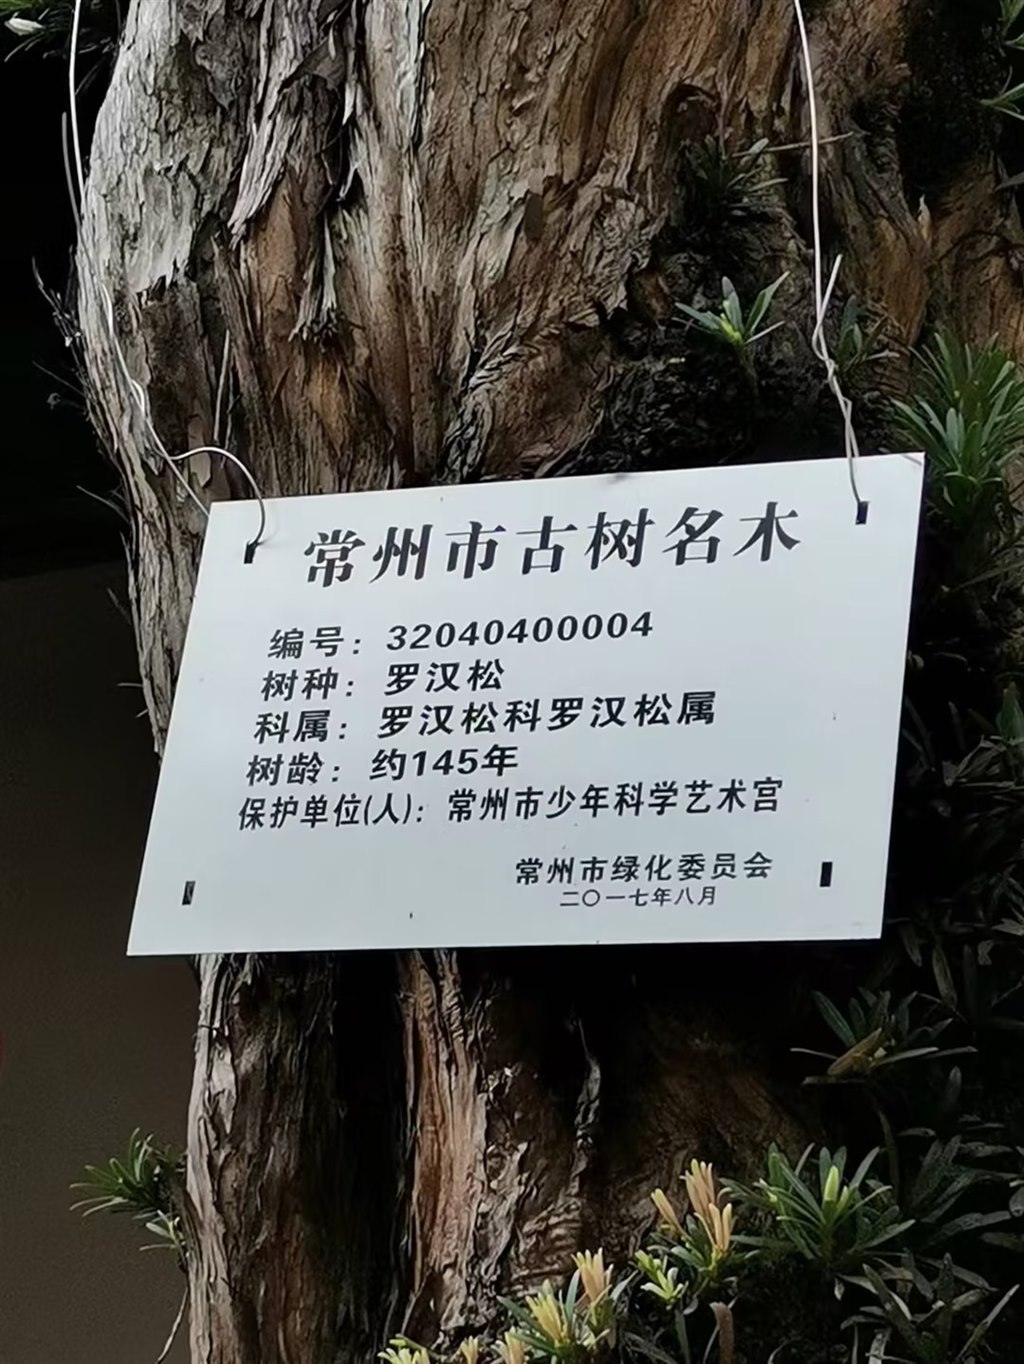 常州市古树名木
编号：32040400004
树种：罗汉松
科属：罗汉松科罗汉松属
树龄：约145年
保护单位(人)：常州市少年科学艺术宫
常州市绿化委员会
二〇一七年八月